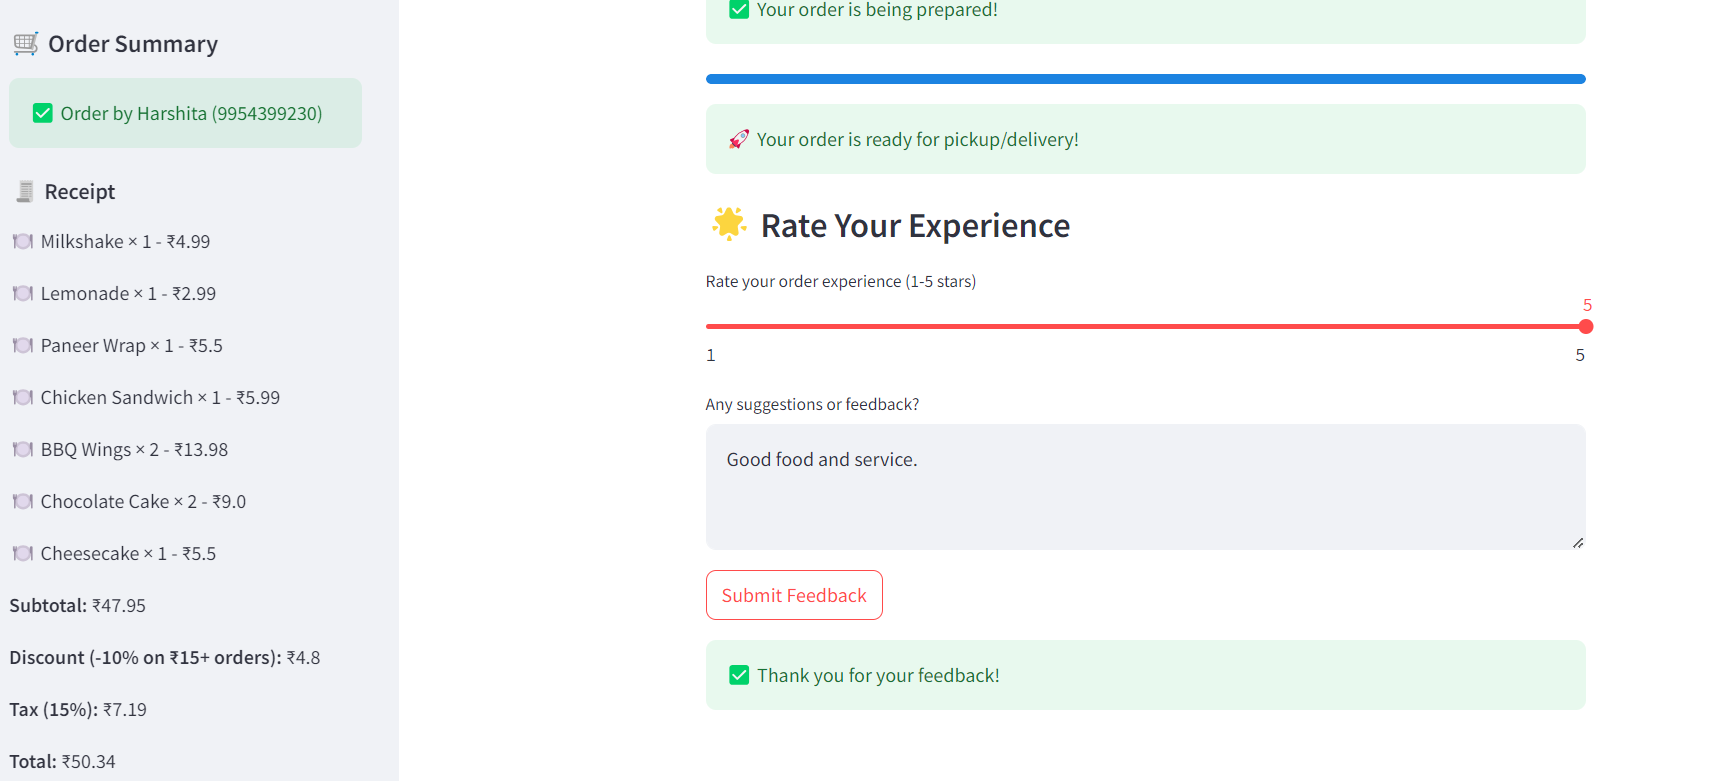 🛒 Order Summary
✅ Order by Harshita (9954399230)
🧾 Receipt
🍽️ Milkshake × 1 - ₹4.99
🍽️ Lemonade × 1 - ₹2.99
🍽️ Paneer Wrap × 1 - ₹5.5
🍽️ Chicken Sandwich × 1 - ₹5.99
🍽️ BBQ Wings × 2 - ₹13.98
🍽️ Chocolate Cake × 2 - ₹9.0
🍽️ Cheesecake × 1 - ₹5.5
Subtotal: ₹47.95
Discount (-10% on ₹15+ orders): ₹4.8
Tax (15%): ₹7.19
Total: ₹50.34
✅ Your order is being prepared!
🚀 Your order is ready for pickup/delivery!
🌟 Rate Your Experience
Rate your order experience (1-5 stars)
5
1 5
Any suggestions or feedback?
Good food and service.
Submit Feedback
✅ Thank you for your feedback!